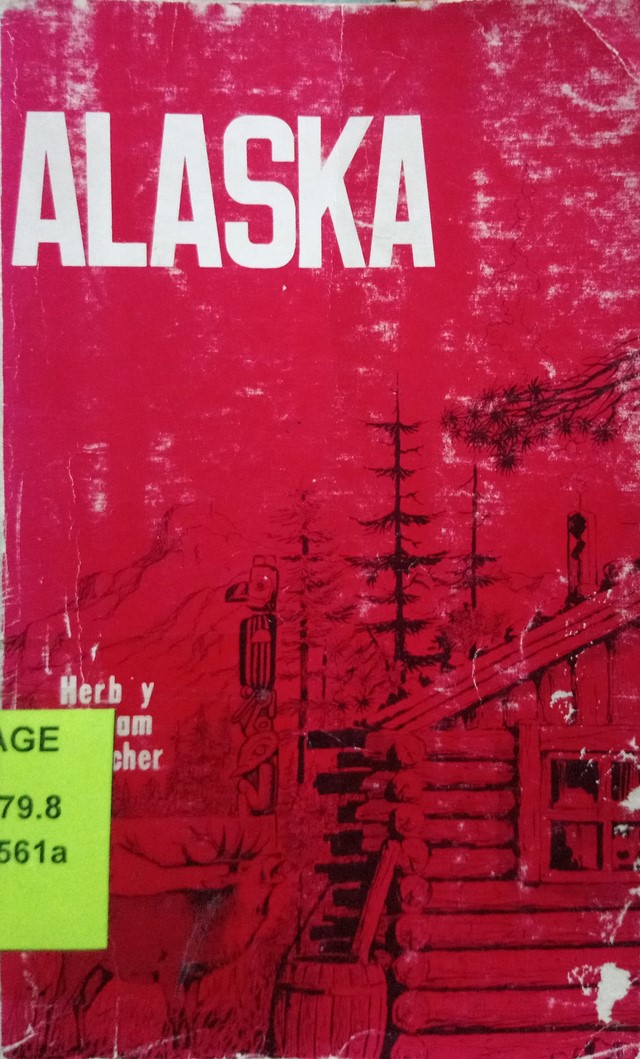 ALASKA
Herb y
am
cher
AGE
79.8
561a